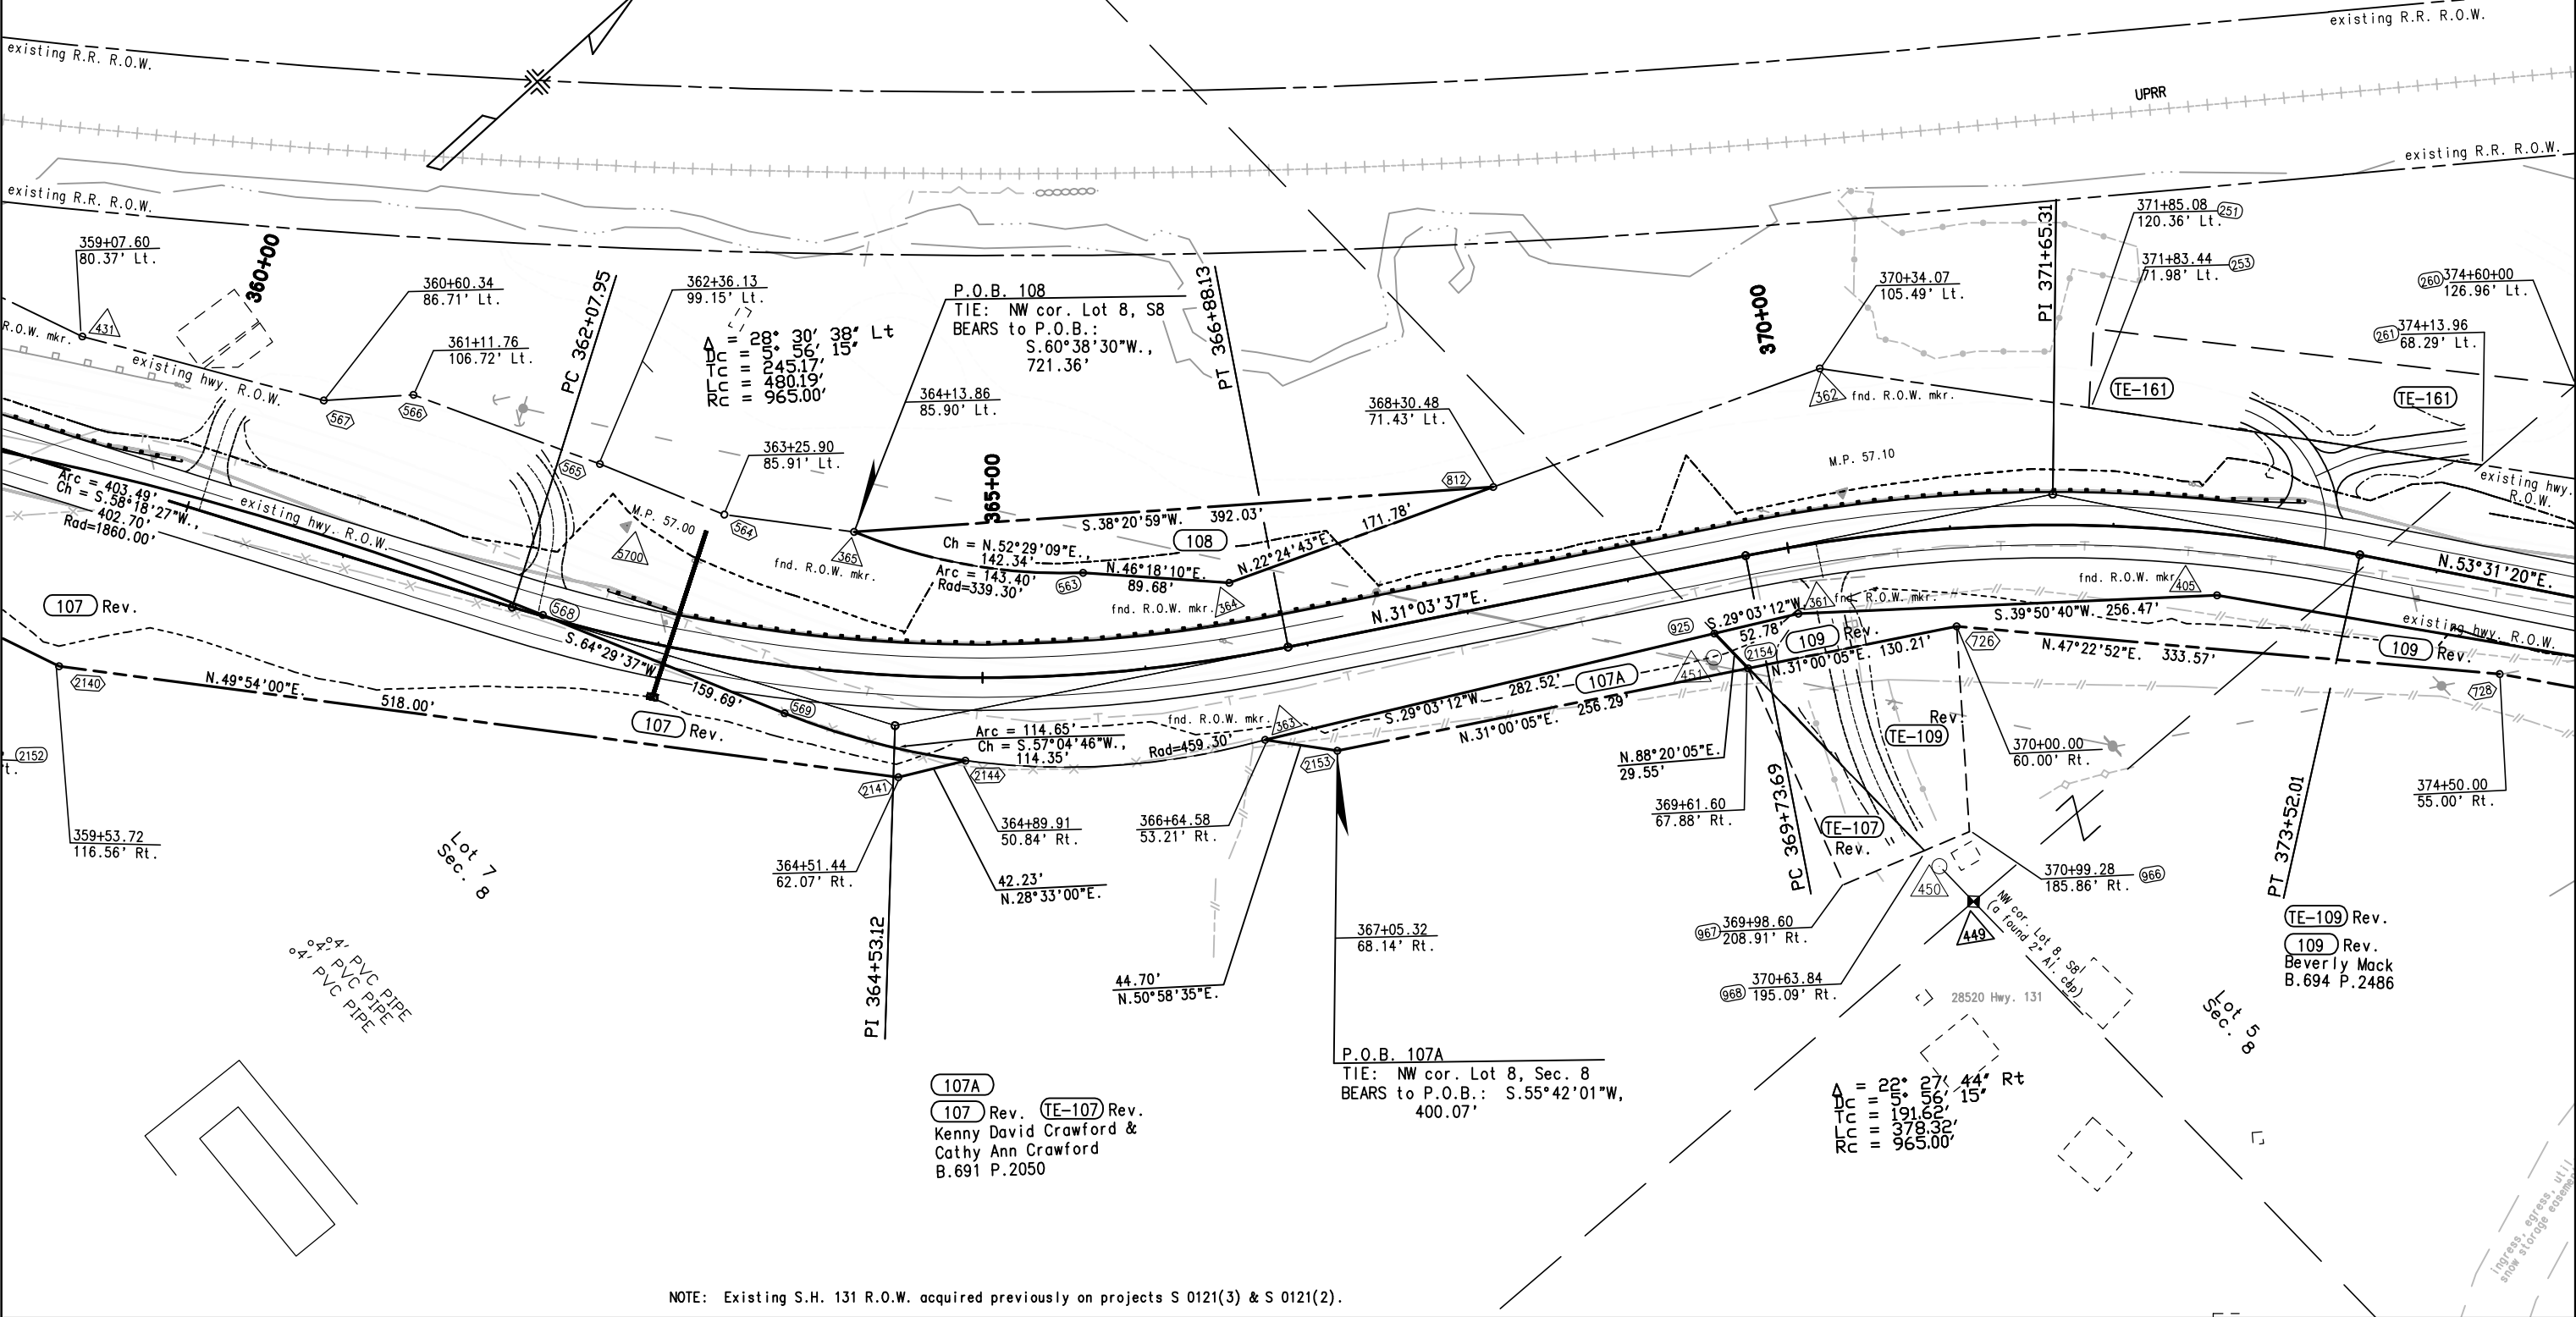 existing R.R. R.O.W.
existing R.R. R.O.W.
UPRR
existing R.R. R.O.W.
existing R.R. R.O.W.
359+07.60
80.37' Lt.
431
R.O.W. mkr.
360+00
existing hwy. R.O.W.
360+60.34
86.71' Lt.
567
361+11.76
106.72' Lt.
566
PC 362+07.95
565
362+36.13
99.15' Lt.
Δ = 28° 30' 38" Lt
Dc = 5° 56' 15"
Tc = 245.17'
Lc = 480.19'
Rc = 965.00'
363+25.90
85.91' Lt.
564
P.O.B. 108
TIE: NW cor. Lot 8, S8
BEARS to P.O.B.:
S.60°38'30"W.,
721.36'
364+13.86
85.90' Lt.
365+00
PT 366+88.13
368+30.48
71.43' Lt.
812
370+00
370+34.07
105.49' Lt.
362
fnd. R.O.W. mkr.
PI 371+65.31
371+85.08
120.36' Lt.
251
371+83.44
71.98' Lt.
253
260
374+60+00
126.96' Lt.
261
374+13.96
68.29' Lt.
TE-161
TE-161
existing hwy.
R.O.W.
Arc = 403.49'
Ch = S.58°18'27"W.,
402.70'
Rad=1860.00'
existing hwy. R.O.W.
M.P. 57.00
5700
fnd. R.O.W. mkr.
365
S.38°20'59"W. 392.03'
108
Ch = N.52°29'09"E.,
142.34'
Arc = 143.40'
Rad=339.30'
563
N.46°18'10"E.
89.68'
N.22°24'43"E.
171.78'
fnd. R.O.W. mkr.
364
M.P. 57.10
N.31°03'37"E.
N.53°31'20"E.
107 Rev.
568
S.64°29'37"W.
159.69'
569
2140
N.49°54'00"E.
518.00'
107 Rev.
2152
359+53.72
116.56' Rt.
Lot 7
Sec. 8
2141
2144
Arc = 114.65'
Ch = S.57°04'46"W.,
114.35'
Rad=459.30'
fnd. R.O.W. mkr.
363
364+51.44
62.07' Rt.
364+89.91
50.84' Rt.
42.23'
N.28°33'00"E.
PI 364+53.12
366+64.58
53.21' Rt.
2153
44.70'
N.50°58'35"E.
367+05.32
68.14' Rt.
S.29°03'12"W. 282.52'
107A
N.31°00'05"E. 256.29'
925
451
S.29°03'12"W.
52.78'
2154
361
fnd. R.O.W. mkr.
109 Rev.
N.31°00'05"E. 130.21'
726
S.39°50'40"W. 256.47'
fnd. R.O.W. mkr.
405
N.47°22'52"E. 333.57'
existing hwy. R.O.W.
109 Rev.
728
N.88°20'05"E.
29.55'
369+61.60
67.88' Rt.
PC 369+73.69
Rev.
TE-109
TE-107
Rev.
370+00.00
60.00' Rt.
PT 373+52.01
374+50.00
55.00' Rt.
967
369+98.60
208.91' Rt.
968
370+63.84
195.09' Rt.
450
449
370+99.28
185.86' Rt.
966
NW cor. Lot 8, S8
(a found 2" Al. cap)
28520 Hwy. 131
TE-109 Rev.
109 Rev.
Beverly Mack
B.694 P.2486
Lot 5
Sec. 8
4' PVC PIPE
4' PVC PIPE
4' PVC PIPE
P.O.B. 107A
TIE: NW cor. Lot 8, Sec. 8
BEARS to P.O.B.: S.55°42'01"W,
400.07'
107A
107 Rev. TE-107 Rev.
Kenny David Crawford &
Cathy Ann Crawford
B.691 P.2050
Δ = 22° 27' 44" Rt
Dc = 5° 56' 15"
Tc = 191.62'
Lc = 378.32'
Rc = 965.00'
ingress, egress, util
snow storage easeme
NOTE: Existing S.H. 131 R.O.W. acquired previously on projects S 0121(3) & S 0121(2).